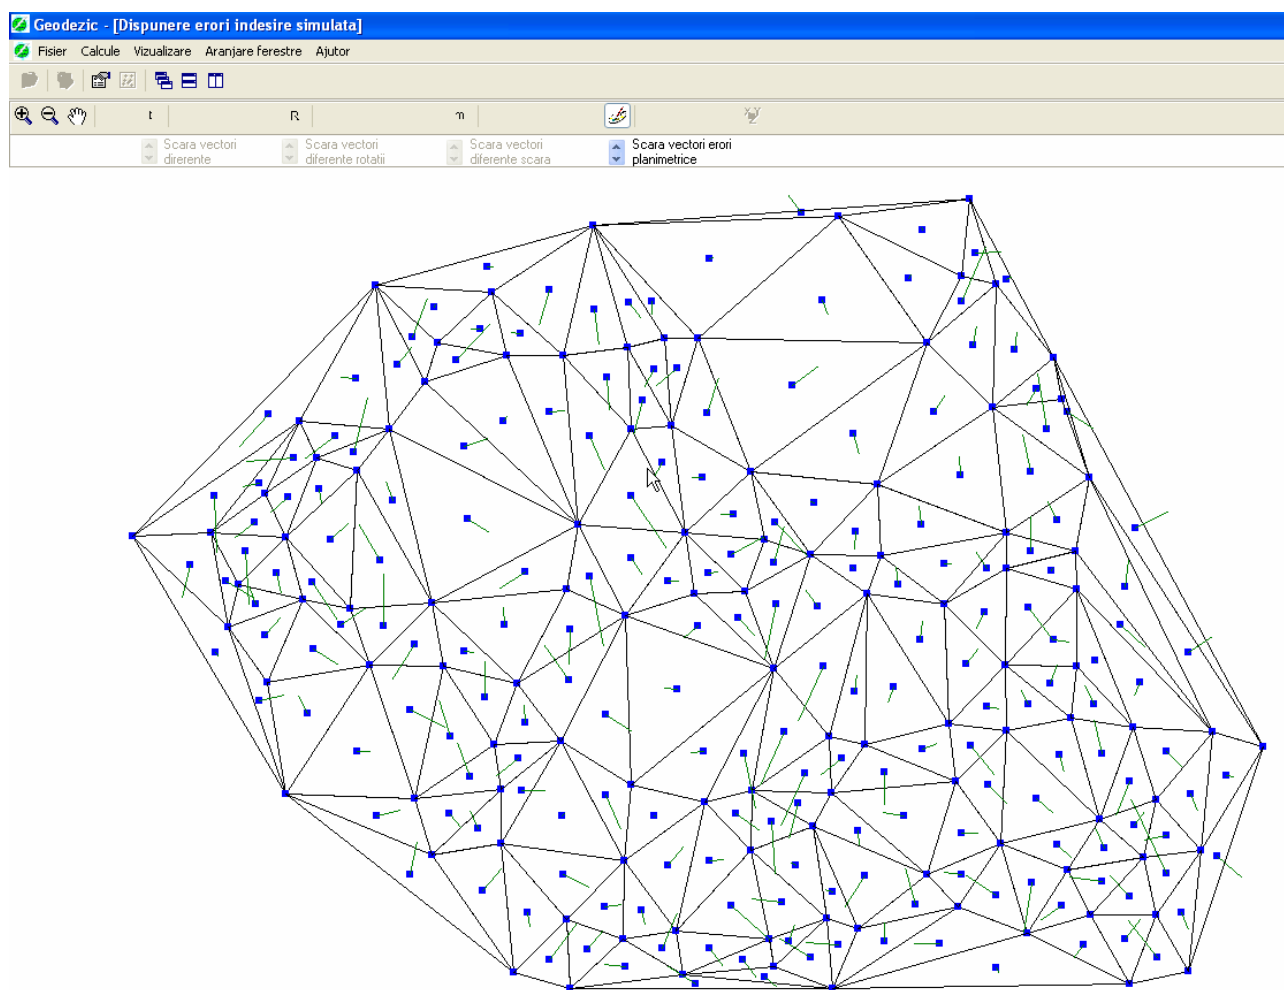 Geodezic - [Dispunere erori indesire simulata]
Fisier Calcule Vizualizare Aranjare ferestre Ajutor
t R m
Scara vectori Scara vectori Scara vectori Scara vectori erori
direrente diferente rotatii diferente scara planimetrice